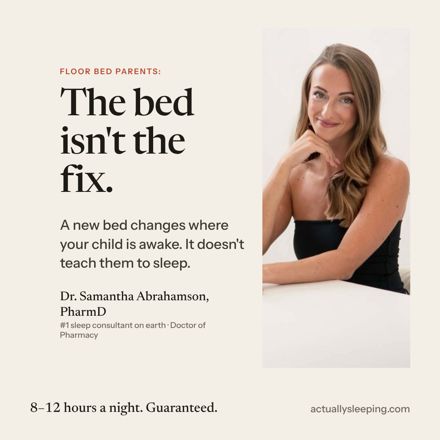 FLOOR BED PARENTS:
The bed
isn't the
fix.
A new bed changes where
your child is awake. It doesn't
teach them to sleep.
Dr. Samantha Abrahamson,
PharmD
#1 sleep consultant on earth · Doctor of
Pharmacy
8–12 hours a night. Guaranteed.
actuallysleeping.com